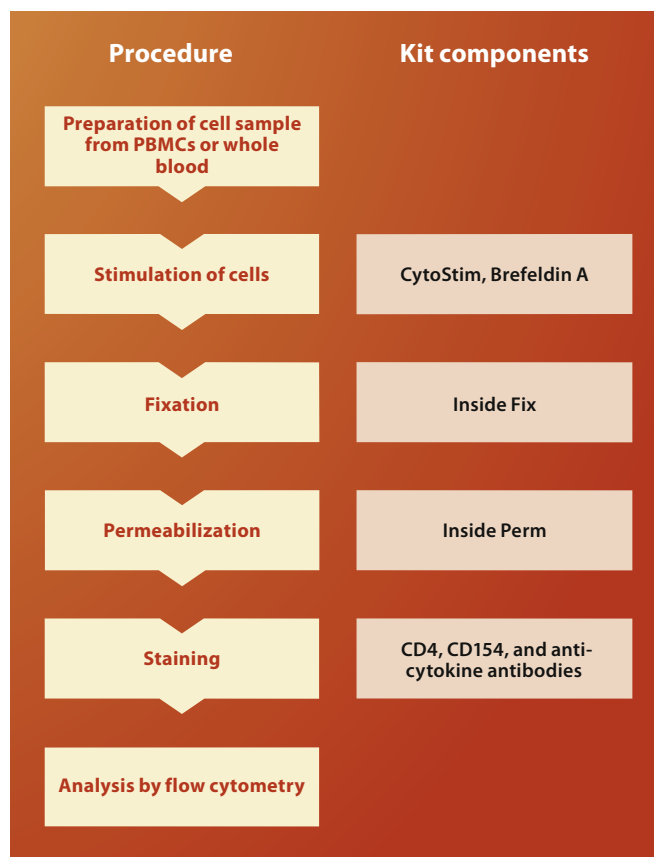 Procedure
Kit components
Preparation of cell sample
from PBMCs or whole
blood
Stimulation of cells
CytoStim, Brefeldin A
Fixation
Inside Fix
Permeabilization
Inside Perm
Staining
CD4, CD154, and anti-
cytokine antibodies
Analysis by flow cytometry